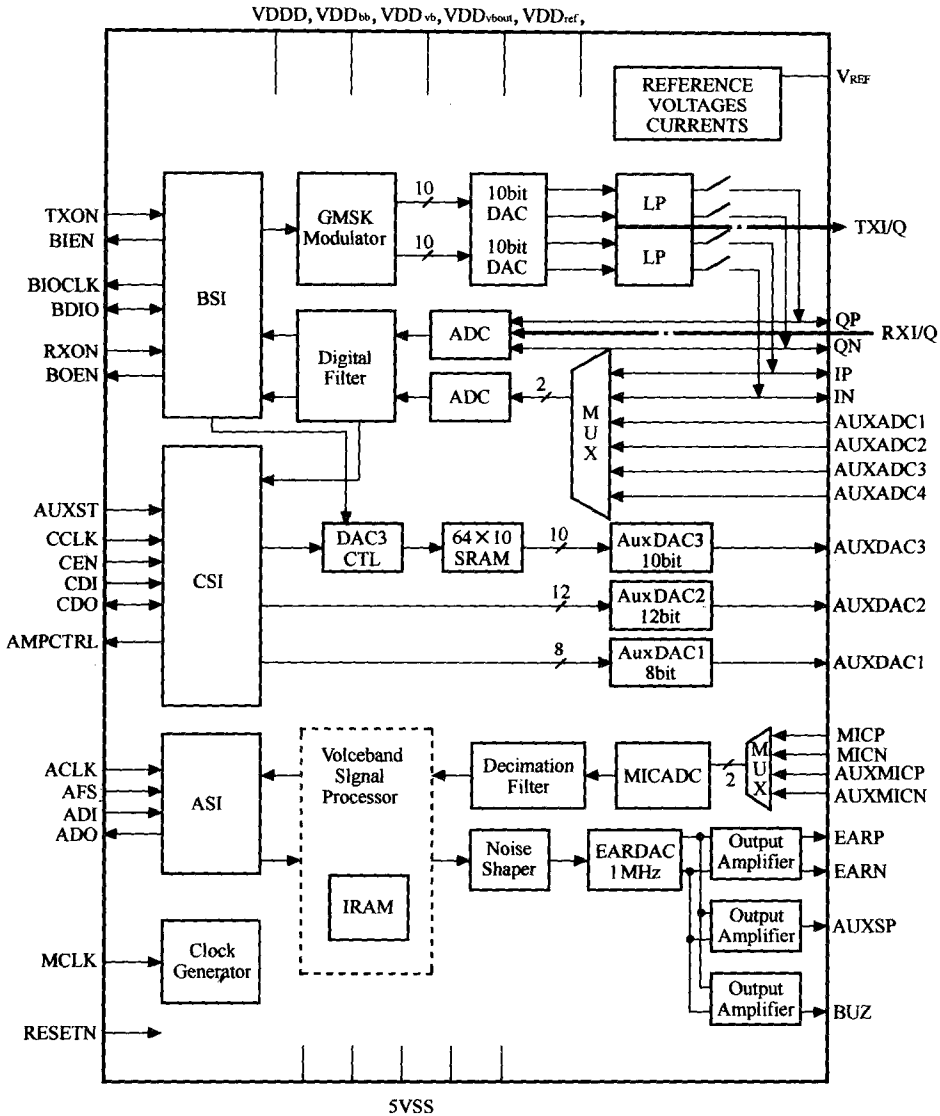 VDDD, VDDbb, VDDvb, VDDvbout, VDDref,
REFERENCE
VOLTAGES
CURRENTS
VREF
TXON
BIEN
BIOCLK
BDIO
RXON
BOEN
BSI
GMSK
Modulator
10
10
10bit
DAC
10bit
DAC
LP
LP
TXI/Q
Digital
Filter
ADC
ADC
2
MUX
QP
RXI/Q
QN
IP
IN
AUXADC1
AUXADC2
AUXADC3
AUXADC4
AUXST
CCLK
CEN
CDI
CDO
AMPCTRL
CSI
DAC3
CTL
64×10
SRAM
10
AuxDAC3
10bit
AUXDAC3
12
AuxDAC2
12bit
AUXDAC2
8
AuxDAC1
8bit
AUXDAC1
ACLK
AFS
ADI
ADO
ASI
Voiceband
SIgnal
Processor
IRAM
Decimation
Filter
MICADC
2
MUX
MICP
MICN
AUXMICP
AUXMICN
Noise
Shaper
EARDAC
1MHz
Output
Amplifier
EARP
EARN
Output
Amplifier
AUXSP
Output
Amplifier
BUZ
MCLK
Clock
Generator
RESETN
5VSS